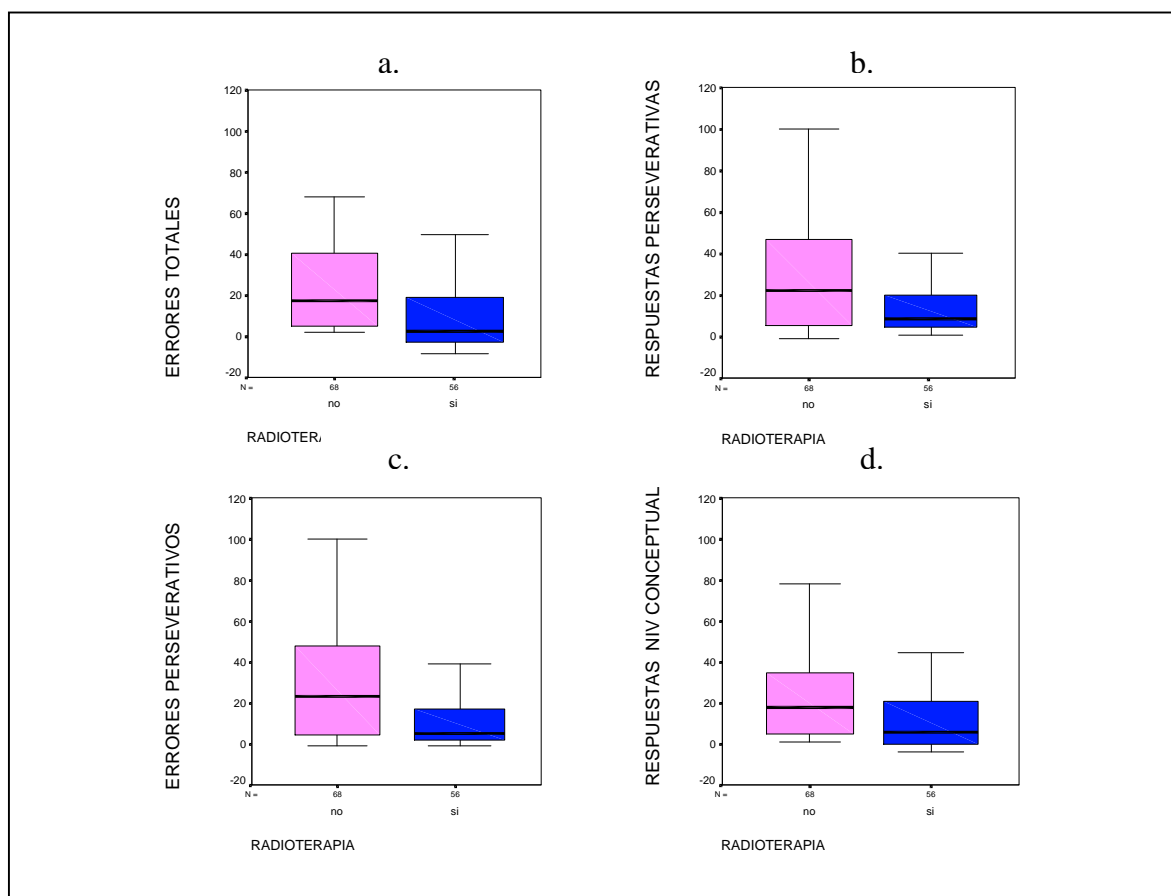 a.
ERRORES TOTALES
120
100
80
60
40
20
0
-20
N =
68
56
no
si
RADIOTER
b.
RESPUESTAS PERSEVERATIVAS
120
100
80
60
40
20
0
-20
N =
68
56
no
si
RADIOTERAPIA
c.
ERRORES PERSEVERATIVOS
120
100
80
60
40
20
0
-20
N =
68
56
no
si
RADIOTERAPIA
d.
RESPUESTAS NIV CONCEPTUAL
120
100
80
60
40
20
0
-20
N =
68
56
no
si
RADIOTERAPIA